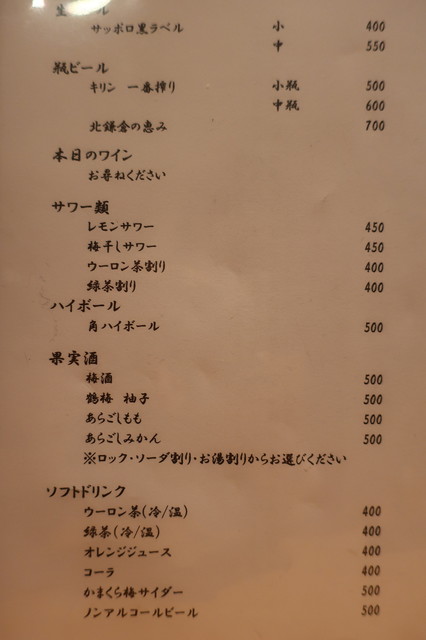 生ビール
サッポロ黒ラベル 小 400
中 550
瓶ビール
キリン 一番搾り 小瓶 500
中瓶 600
北鎌倉の恵み 700
本日のワイン
お尋ねください
サワー類
レモンサワー 450
梅干しサワー 450
ウーロン茶割り 400
緑茶割り 400
ハイボール
角ハイボール 500
果実酒
梅酒 500
鶴梅 柚子 500
あらごしもも 500
あらごしみかん 500
※ロック・ソーダ割り・お湯割りからお選びください
ソフトドリンク
ウーロン茶(冷/温) 400
緑茶(冷/温) 400
オレンジジュース 400
コーラ 400
かまくら梅サイダー 500
ノンアルコールビール 500